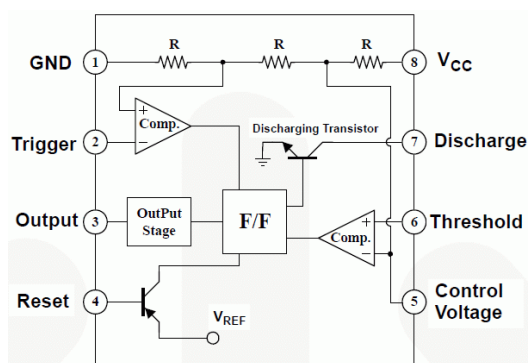 R R R
GND 1 8 VCC
+
Comp.
−
Trigger 2
Discharging Transistor
7 Discharge
Output 3
OutPut
Stage
F/F
+
Comp.
−
6 Threshold
Reset 4
VREF
5 Control
Voltage